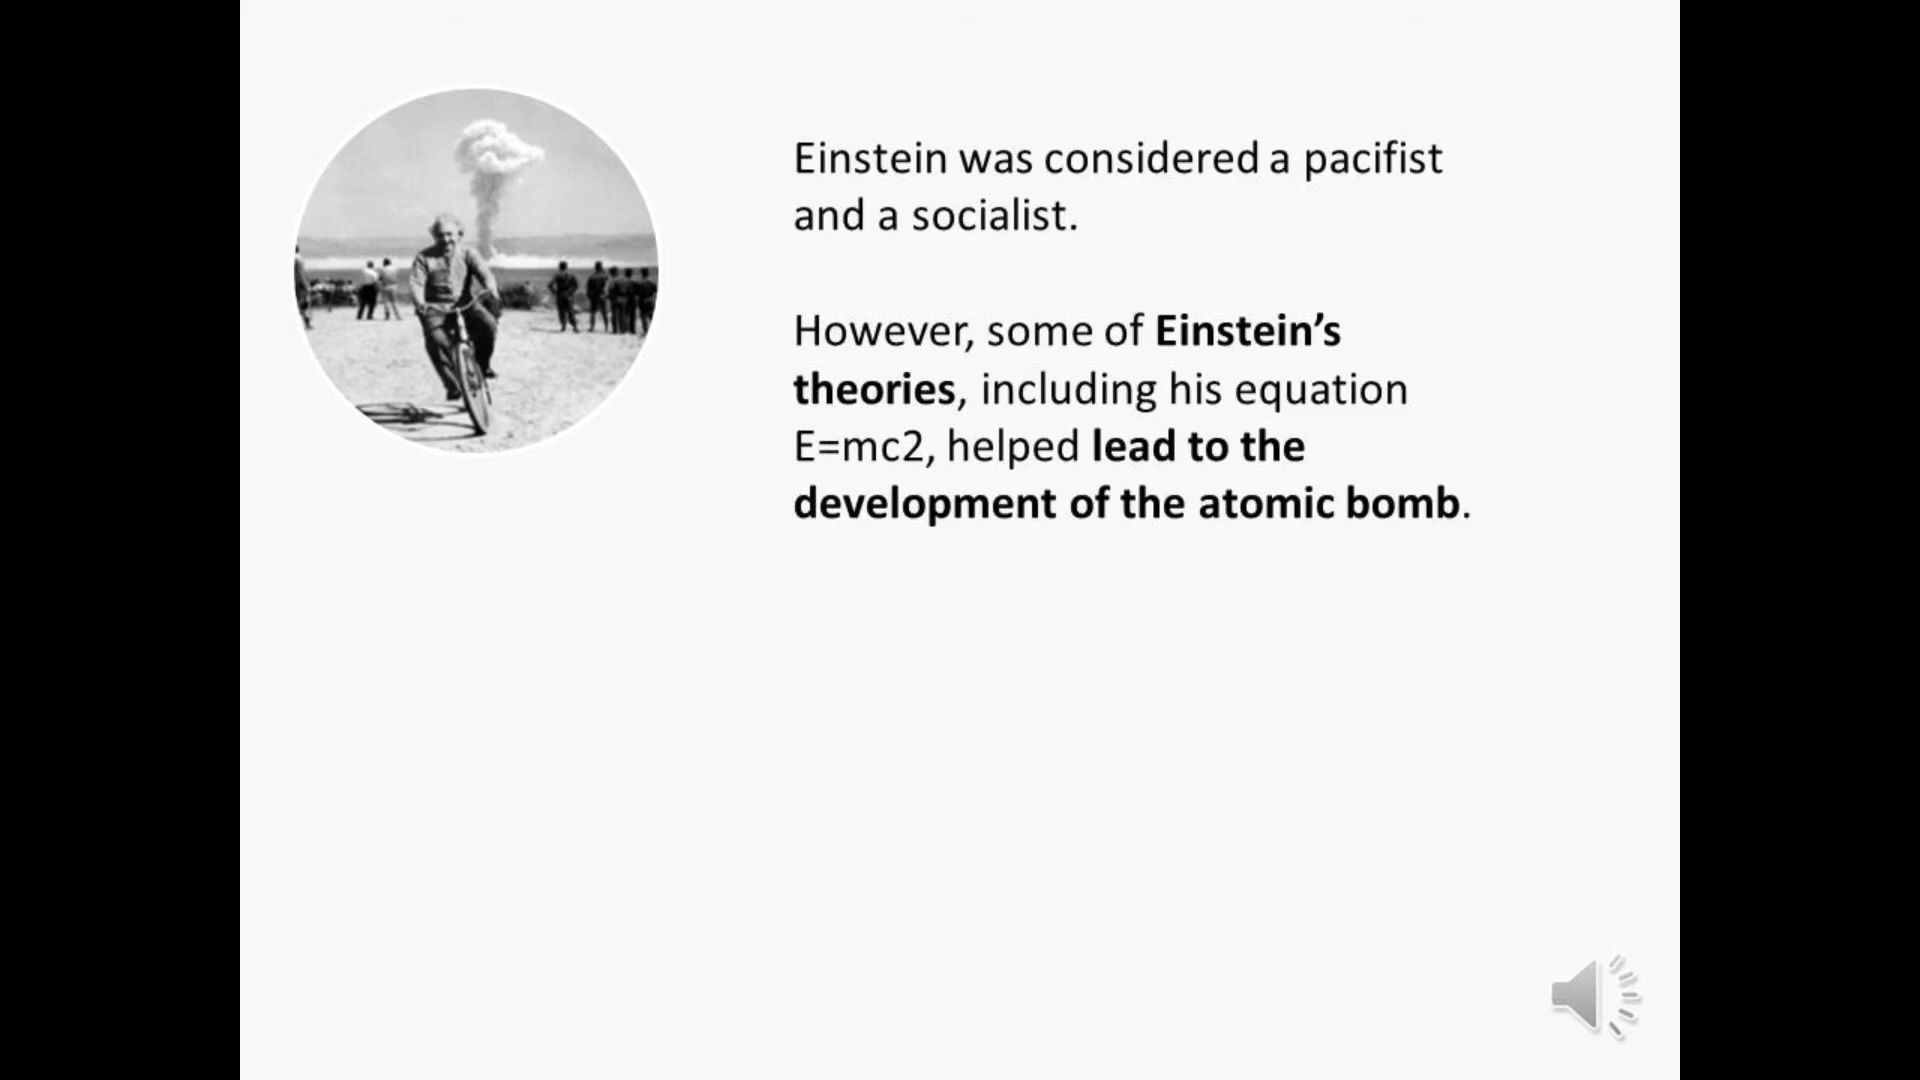 Einstein was considered a pacifist
and a socialist.
However, some of Einstein’s
theories, including his equation
E=mc2, helped lead to the
development of the atomic bomb.